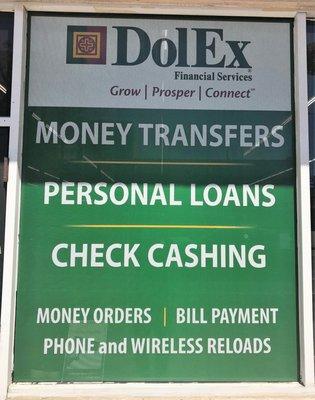 DolEx®
Financial Services
Grow | Prosper | Connect℠
MONEY TRANSFERS
PERSONAL LOANS
CHECK CASHING
MONEY ORDERS | BILL PAYMENT
PHONE and WIRELESS RELOADS